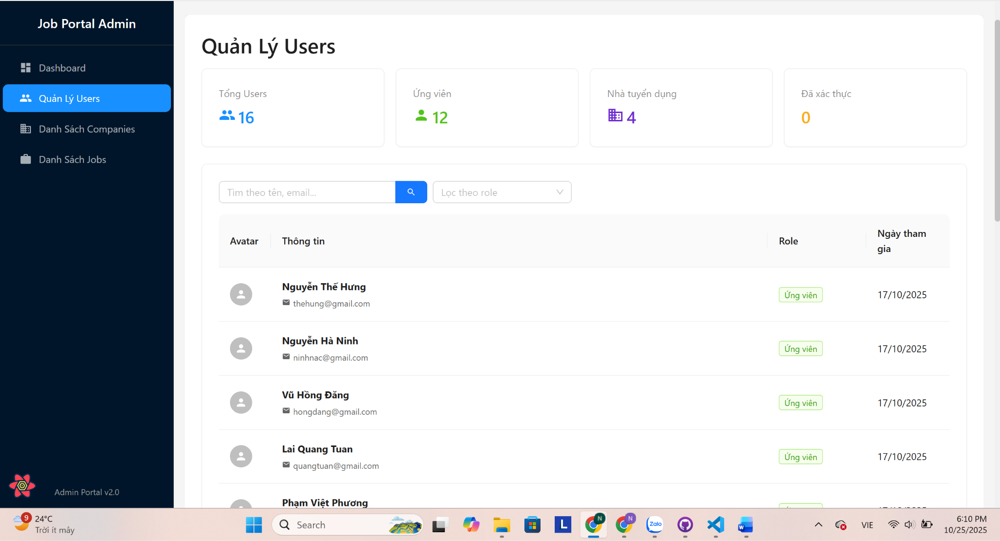 Job Portal Admin
Dashboard
Quản Lý Users
Danh Sách Companies
Danh Sách Jobs
Admin Portal v2.0
Quản Lý Users
Tổng Users
16
Ứng viên
12
Nhà tuyển dụng
4
Đã xác thực
0
Tìm theo tên, email...
Lọc theo role
Avatar
Thông tin
Role
Ngày tham
gia
Nguyễn Thế Hưng
thehung@gmail.com
Ứng viên
17/10/2025
Nguyễn Hà Ninh
ninhnac@gmail.com
Ứng viên
17/10/2025
Vũ Hồng Đăng
hongdang@gmail.com
Ứng viên
17/10/2025
Lai Quang Tuan
quangtuan@gmail.com
Ứng viên
17/10/2025
Phạm Việt Phương
9
24°C
Trời ít mây
Search
L
N
N
Zalo
W
VIE
6:10 PM
10/25/2025